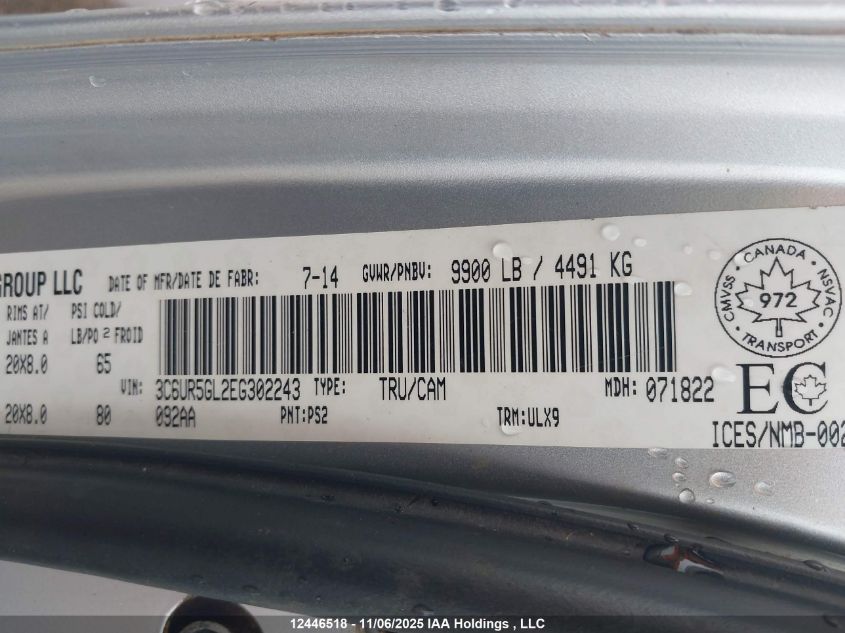 GROUP LLC DATE OF MFR/DATE DE FABR: 7-14 GVWR/PNBV: 9900 LB / 4491 KG
RIMS AT/ PSI COLD/
JANTES A LB/PO 2 FROID
20X8.0 65
VIN: 3C6UR5GL2EG302243 TYPE: TRU/CAM MDH: 071822
20X8.0 80 092AA PNT:PS2 TRM:ULX9
CANADA
CMVSS NSVAC
972
TRANSPORT
EC
ICES/NMB-002
12446518 - 11/06/2025 IAA Holdings , LLC